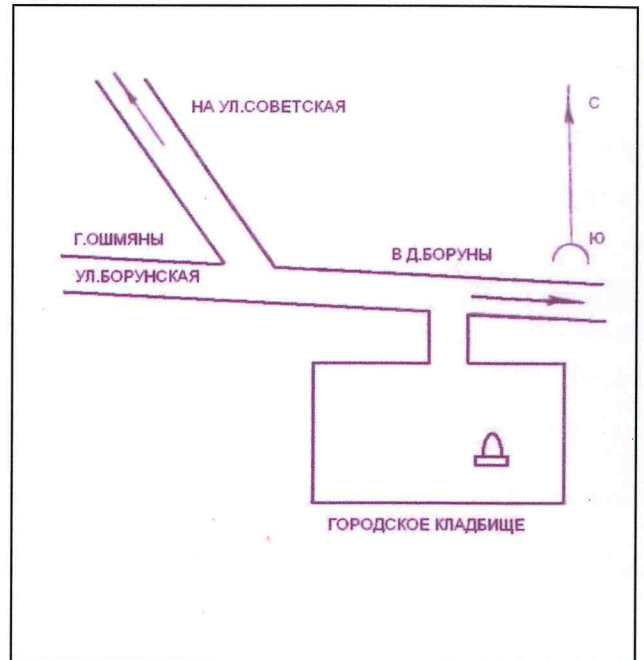 НА УЛ.СОВЕТСКАЯ
С
Г.ОШМЯНЫ
В Д.БОРУНЫ
Ю
УЛ.БОРУНСКАЯ
ГОРОДСКОЕ КЛАДБИЩЕ